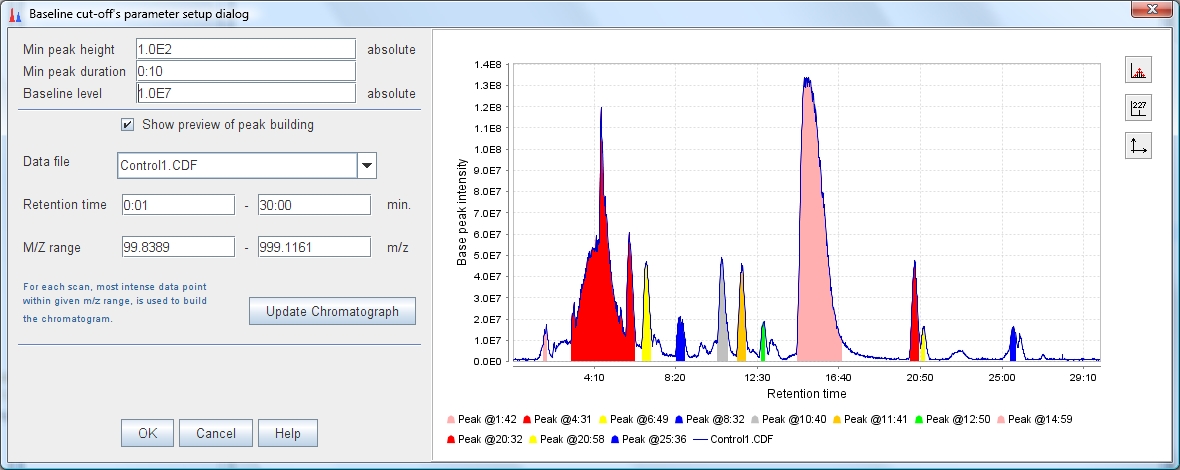 Baseline cut-off's parameter setup dialog
Min peak height 1.0E2 absolute
Min peak duration 0:10
Baseline level 1.0E7 absolute
Show preview of peak building
Data file Control1.CDF
Retention time 0:01 - 30:00 min.
M/Z range 99.8389 - 999.1161 m/z
For each scan, most intense data point
within given m/z range, is used to build
the chromatogram.
Update Chromatograph
OK Cancel Help
Base peak intensity
1.4E8
1.3E8
1.2E8
1.1E8
1.0E8
9.0E7
8.0E7
7.0E7
6.0E7
5.0E7
4.0E7
3.0E7
2.0E7
1.0E7
0.0E0
4:10 8:20 12:30 16:40 20:50 25:00 29:10
Retention time
Peak @1:42 Peak @4:31 Peak @6:49 Peak @8:32 Peak @10:40 Peak @11:41 Peak @12:50 Peak @14:59
Peak @20:32 Peak @20:58 Peak @25:36 Control1.CDF
227